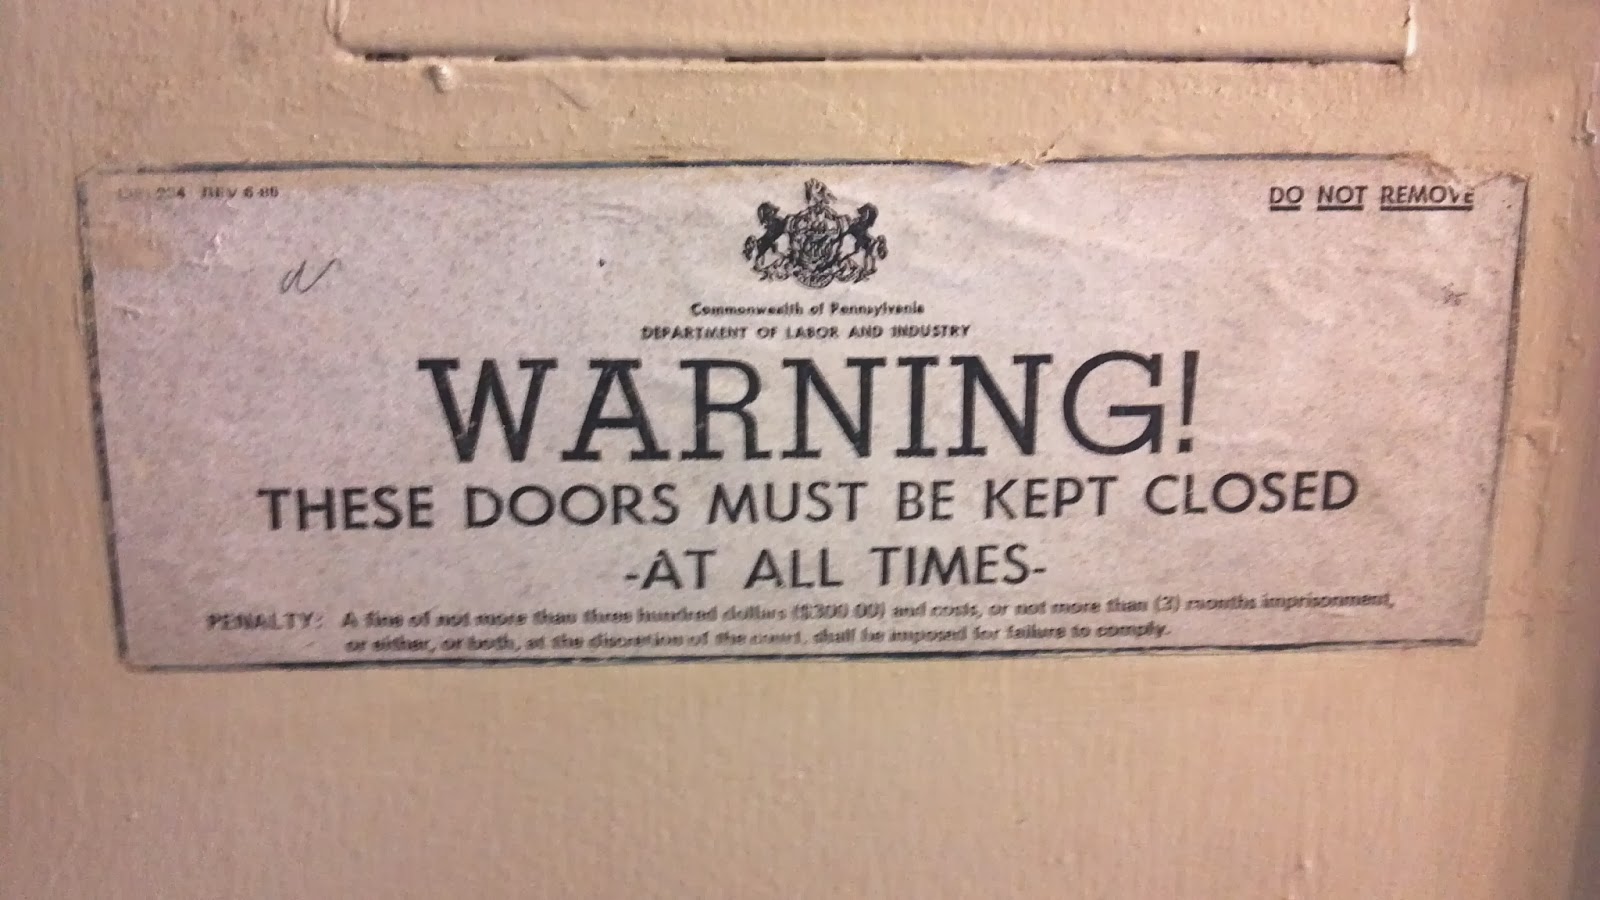 REV 6-86
DO NOT REMOVE
Commonwealth of Pennsylvania
DEPARTMENT OF LABOR AND INDUSTRY
WARNING!
THESE DOORS MUST BE KEPT CLOSED
-AT ALL TIMES-
PENALTY: A fine of not more than three hundred dollars ($300.00) and costs, or not more than (3) months imprisonment,
or either, or both, at the discretion of the court, shall be imposed for failure to comply.